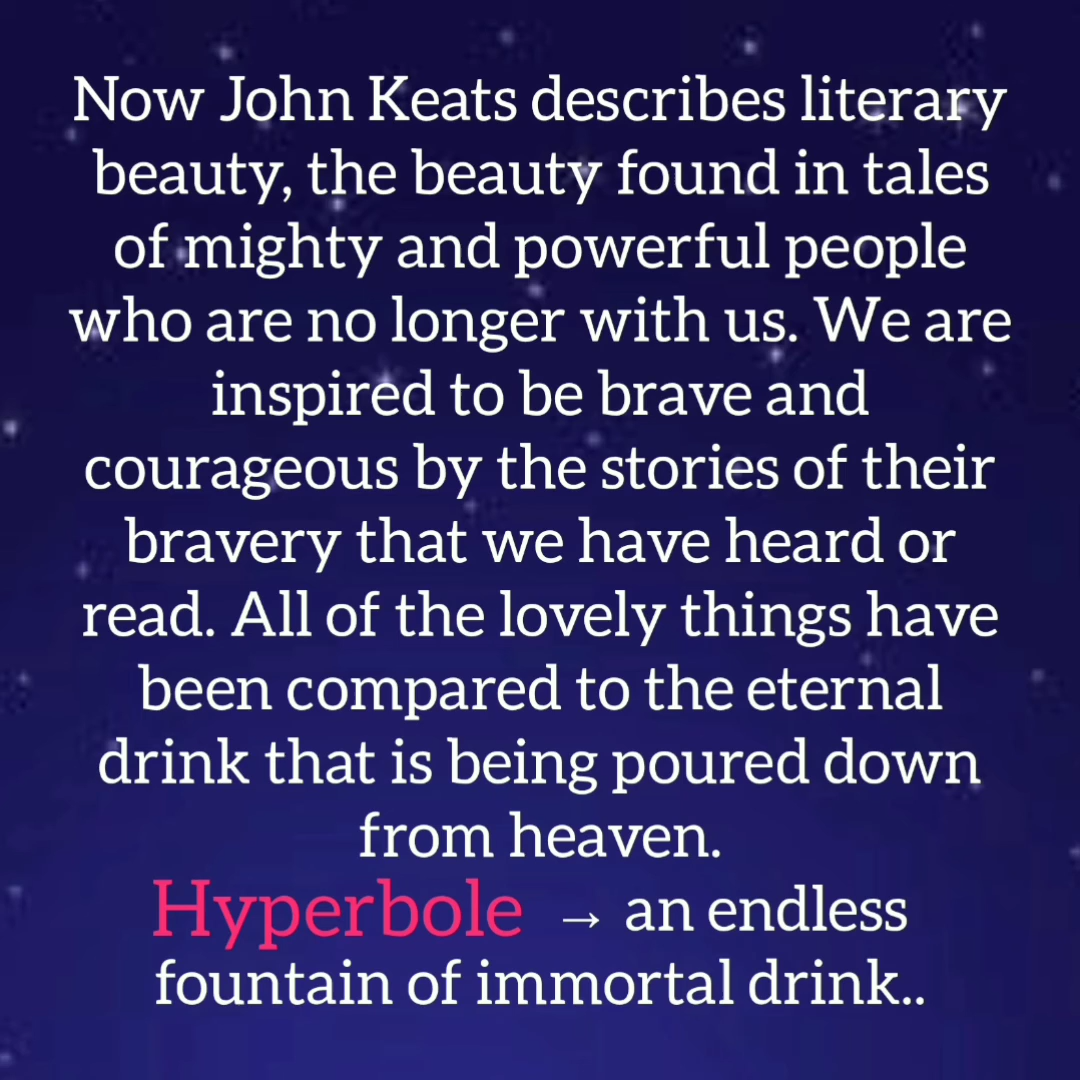 Now John Keats describes literary
beauty, the beauty found in tales
of mighty and powerful people
who are no longer with us. We are
inspired to be brave and
courageous by the stories of their
bravery that we have heard or
read. All of the lovely things have
been compared to the eternal
drink that is being poured down
from heaven.
Hyperbole → an endless
fountain of immortal drink..